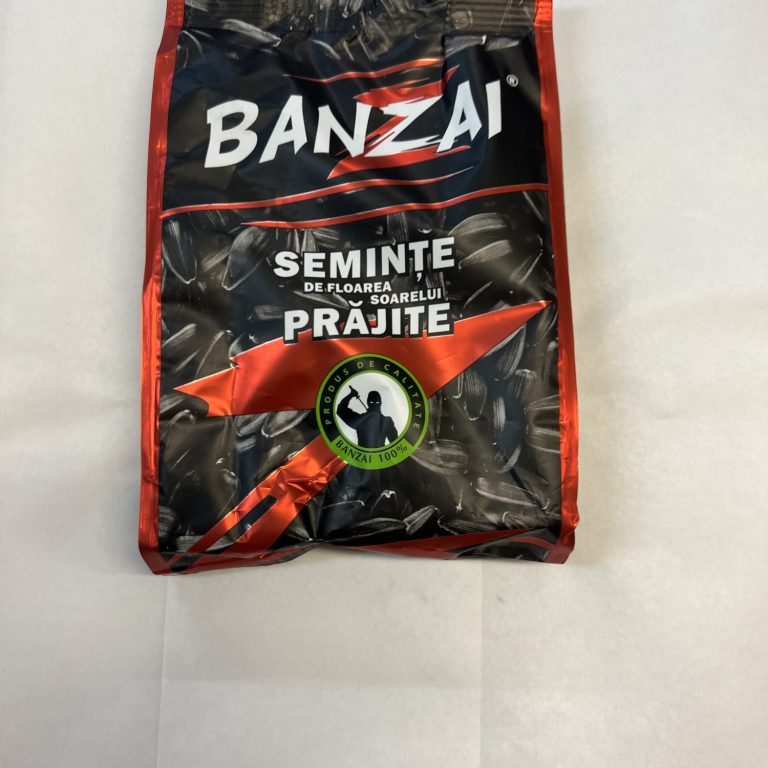 BANZAI®
SEMINȚE
DE FLOAREA
SOARELUI
PRĂJITE
PRODUS DE CALITATE
BANZAI 100%